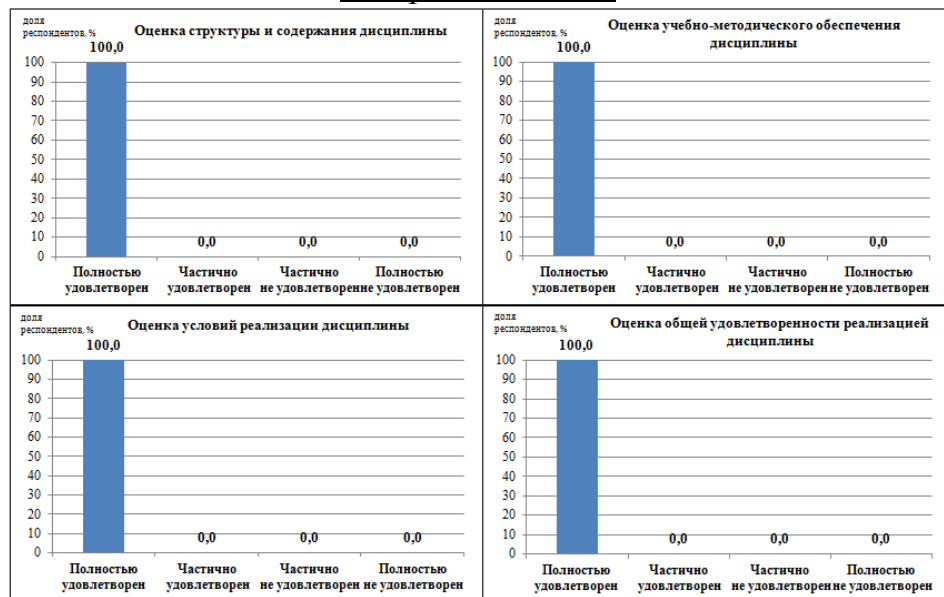 доля
респондентов, %
Оценка структуры и содержания дисциплины
100,0
100
90
80
70
60
50
40
30
20
10
0
0,0 0,0 0,0
Полностью Частично Частично Полностью
удовлетворен удовлетворен не удовлетворен не удовлетворен
доля
респондентов, %
Оценка учебно-методического обеспечения
дисциплины
100,0
100
90
80
70
60
50
40
30
20
10
0
0,0 0,0 0,0
Полностью Частично Частично Полностью
удовлетворен удовлетворен не удовлетворен не удовлетворен
доля
респондентов, %
Оценка условий реализации дисциплины
100,0
100
90
80
70
60
50
40
30
20
10
0
0,0 0,0 0,0
Полностью Частично Частично Полностью
удовлетворен удовлетворен не удовлетворен не удовлетворен
доля
респондентов, %
Оценка общей удовлетворенности реализацией
дисциплины
100,0
100
90
80
70
60
50
40
30
20
10
0
0,0 0,0 0,0
Полностью Частично Частично Полностью
удовлетворен удовлетворен не удовлетворен не удовлетворен